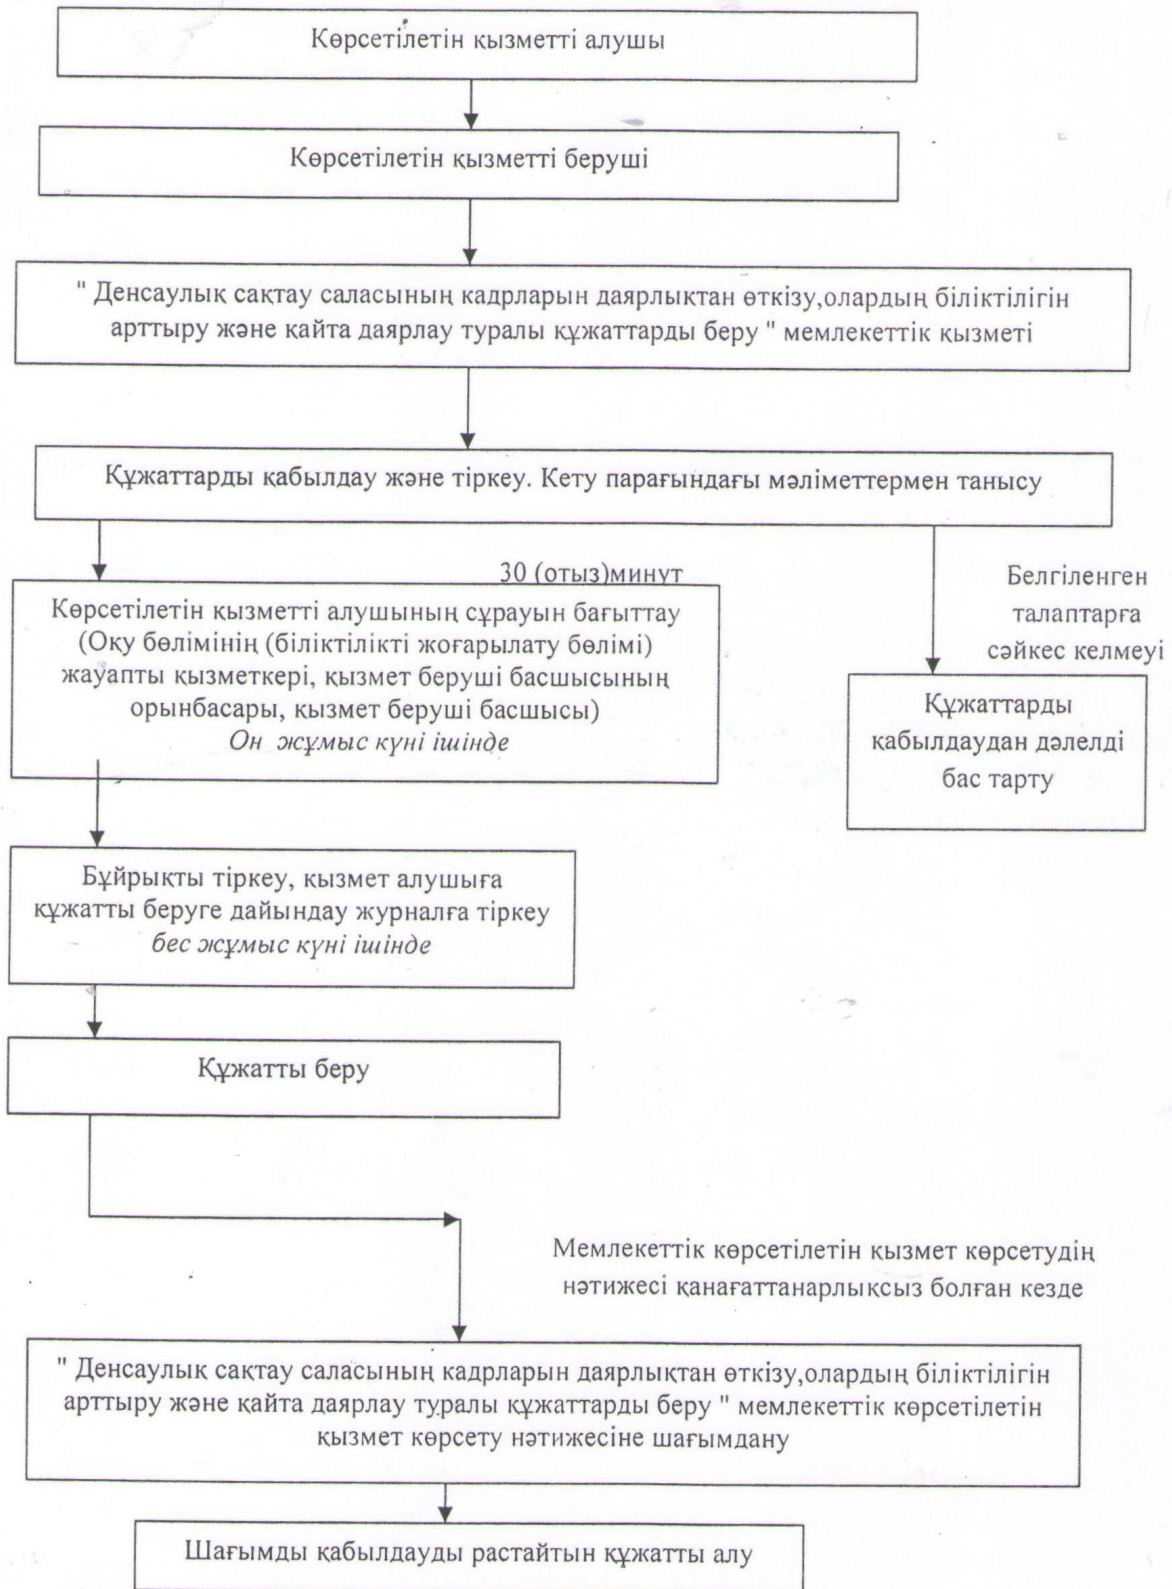 Көрсетілетін қызметті алушы
Көрсетілетін қызметті беруші
" Денсаулық сақтау саласының кадрларын даярлықтан өткізу,олардың біліктілігін
арттыру және қайта даярлау туралы құжаттарды беру " мемлекеттік қызметі
Құжаттарды қабылдау және тіркеу. Кету парағындағы мәліметтермен танысу
30 (отыз)минут
Көрсетілетін қызметті алушының сұрауын бағыттау
(Оқу бөлімінің (біліктілікті жоғарылату бөлімі)
жауапты қызметкері, қызмет беруші басшысының
орынбасары, қызмет беруші басшысы)
Он жұмыс күні ішінде
Белгіленген
талаптарға
сәйкес келмеуі
Құжаттарды
қабылдаудан дәлелді
бас тарту
Бұйрықты тіркеу, қызмет алушыға
құжатты беруге дайындау журналға тіркеу
бес жұмыс күні ішінде
Құжатты беру
Мемлекеттік көрсетілетін қызмет көрсетудің
нәтижесі қанағаттанарлықсыз болған кезде
" Денсаулық сақтау саласының кадрларын даярлықтан өткізу,олардың біліктілігін
арттыру және қайта даярлау туралы құжаттарды беру " мемлекеттік көрсетілетін
қызмет көрсету нәтижесіне шағымдану
Шағымды қабылдауды растайтын құжатты алу